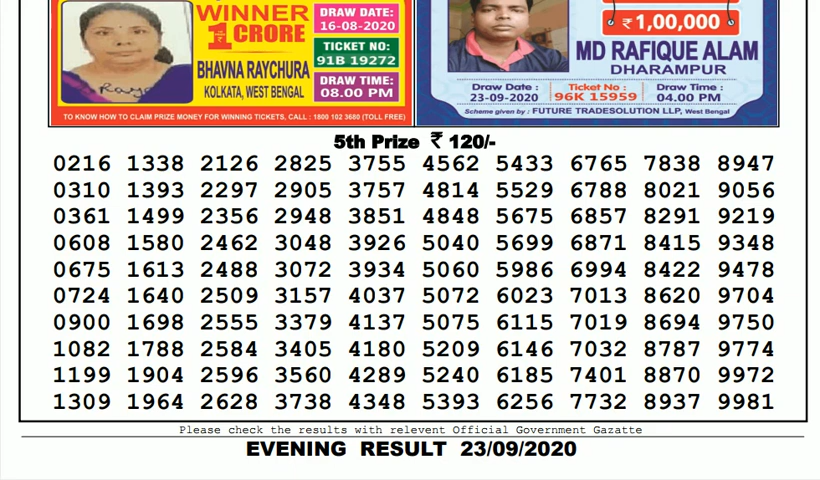 WINNER
₹1 CRORE
BHAVNA RAYCHURA
KOLKATA, WEST BENGAL
DRAW DATE:
16-08-2020
TICKET NO:
91B 19272
DRAW TIME:
08.00 PM
TO KNOW HOW TO CLAIM PRIZE MONEY FOR WINNING TICKETS, CALL : 1800 102 3680 (TOLL FREE)
₹1,00,000
MD RAFIQUE ALAM
DHARAMPUR
Draw Date : 23-09-2020
Ticket No : 96K 15959
Draw Time : 04.00 PM
Scheme given by : FUTURE TRADESOLUTION LLP, West Bengal
5th Prize ₹ 120/-
0216 1338 2126 2825 3755 4562 5433 6765 7838 8947
0310 1393 2297 2905 3757 4814 5529 6788 8021 9056
0361 1499 2356 2948 3851 4848 5675 6857 8291 9219
0608 1580 2462 3048 3926 5040 5699 6871 8415 9348
0675 1613 2488 3072 3934 5060 5986 6994 8422 9478
0724 1640 2509 3157 4037 5072 6023 7013 8620 9704
0900 1698 2555 3379 4137 5075 6115 7019 8694 9750
1082 1788 2584 3405 4180 5209 6146 7032 8787 9774
1199 1904 2596 3560 4289 5240 6185 7401 8870 9972
1309 1964 2628 3738 4348 5393 6256 7732 8937 9981
Please check the results with relevent Official Government Gazatte
EVENING RESULT 23/09/2020